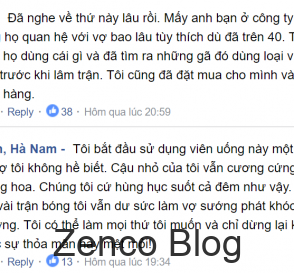 Đã nghe về thứ này lâu rồi. Mấy anh bạn ở công ty
họ quan hệ với vợ bao lâu tùy thích dù đã trên 40. T
họ dùng cái gì và đã tìm ra những gã đó dùng loại v
trước khi lâm trận. Tôi cũng đã đặt mua cho mình và
hàng.
· Reply · 38 · Hôm qua lúc 20:59
, Hà Nam - Tôi bắt đầu sử dụng viên uống này một
ợ tôi không hề biết. Cậu nhỏ của tôi vẫn cương cứng
g hoa. Chúng tôi cứ hùng hục suốt cả đêm như vậy.
vài trận bóng tôi vẫn dư sức làm vợ sướng phát khóc
ng. Tôi có thể làm mọi thứ tôi muốn và chỉ dừng lại k
sự thỏa mãn này mệt mỏi!
Zenno Blog
· Reply · 13 · Hôm qua lúc 19:34